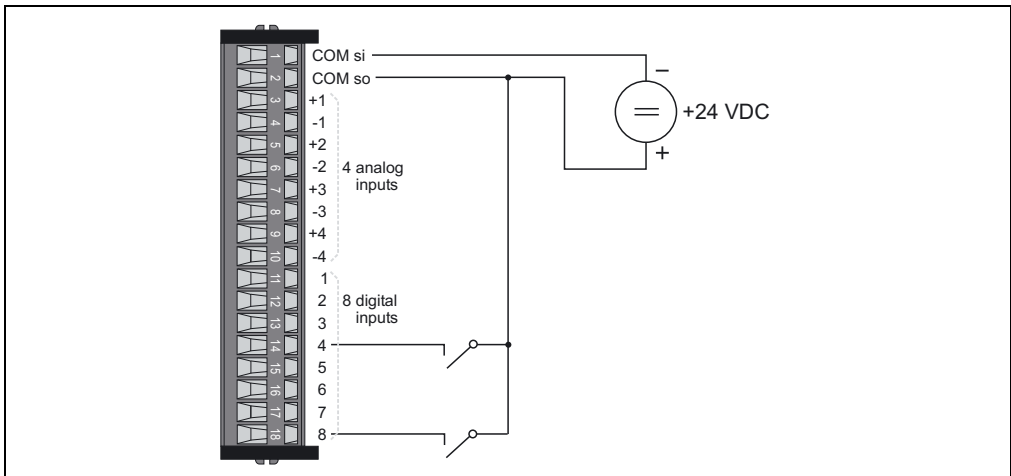 1 COM si
2 COM so
3 +1
4 -1
5 +2
6 -2
7 +3
8 -3
9 +4
10 -4
4 analog
inputs
11 1
12 2
13 3
14 4
15 5
16 6
17 7
18 8
8 digital
inputs
−
+24 VDC
+